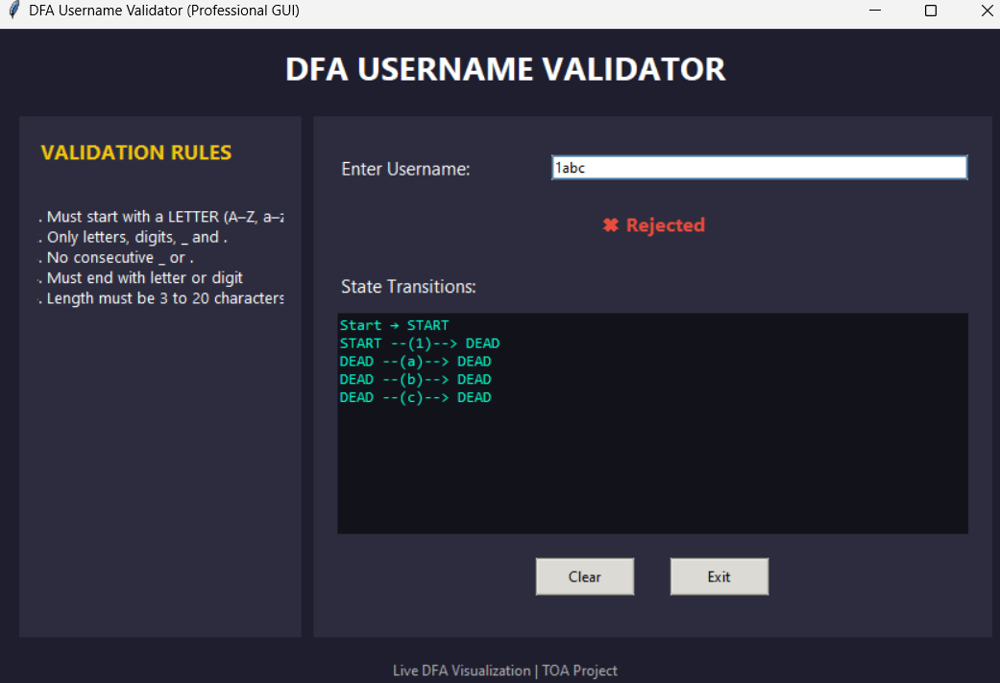 DFA Username Validator (Professional GUI)
DFA USERNAME VALIDATOR
VALIDATION RULES
. Must start with a LETTER (A–Z, a–z
. Only letters, digits, _ and .
. No consecutive _ or .
. Must end with letter or digit
. Length must be 3 to 20 characters
Enter Username:
1abc
✖ Rejected
State Transitions:
Start → START
START --(1)--> DEAD
DEAD --(a)--> DEAD
DEAD --(b)--> DEAD
DEAD --(c)--> DEAD
Clear
Exit
Live DFA Visualization | TOA Project